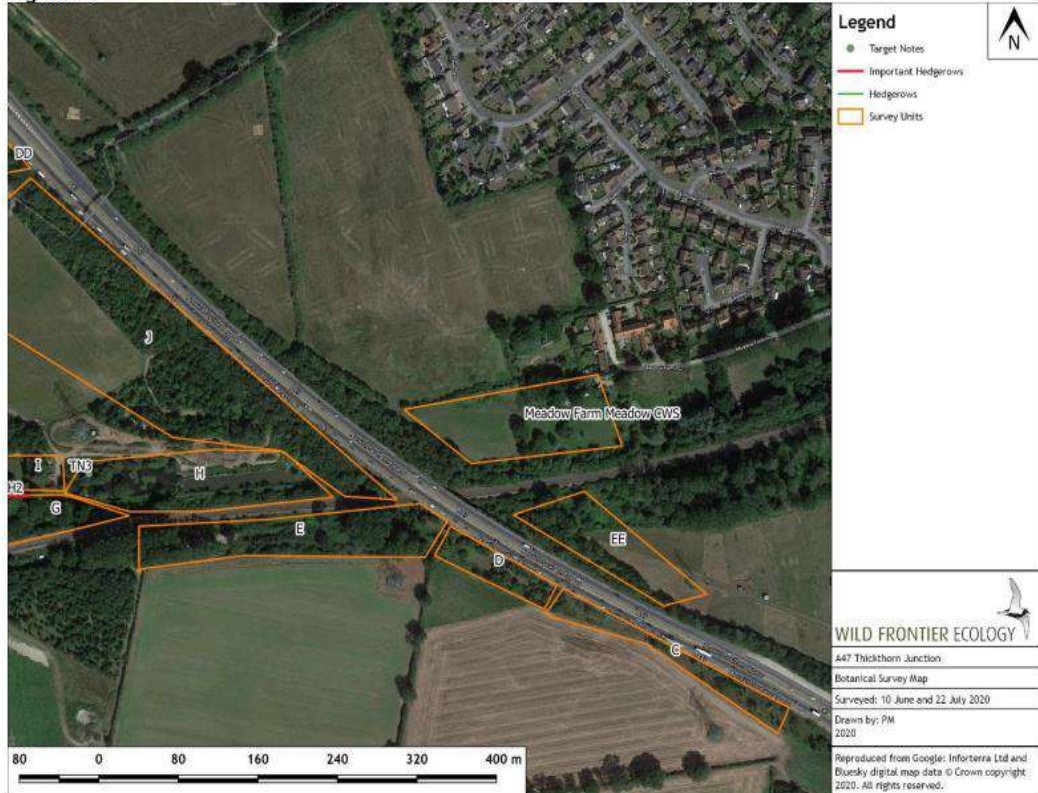 Legend
N
Target Notes
Important Hedgerows
Hedgerows
Survey Units
DD
J
Meadow Farm Meadow CWS
I
TN3
H
H2
G
E
EE
D
C
80 0 80 160 240 320 400 m
WILD FRONTIER ECOLOGY
A47 Thickthorn Junction
Botanical Survey Map
Surveyed: 10 June and 22 July 2020
Drawn by: PM
2020
Reproduced from Google: Inforterra Ltd and
Bluesky digital map data © Crown copyright
2020. All rights reserved.